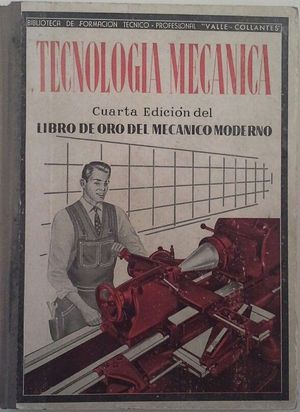 BIBLIOTECA DE FORMACION TECNICO - PROFESIONAL "VALLE - COLLANTES"
TECNOLOGIA MECANICA
Cuarta Edición del
LIBRO DE ORO DEL MECANICO MODERNO